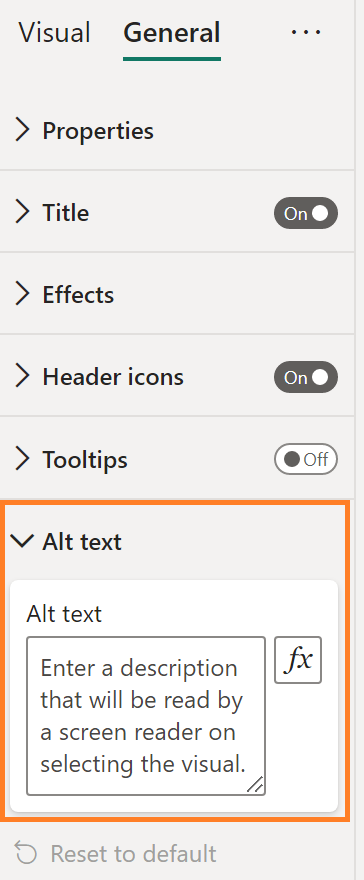 Visual General ...
Properties
Title On
Effects
Header icons On
Tooltips Off
Alt text
Alt text
fx
Enter a description
that will be read by
a screen reader on
selecting the visual.
Reset to default